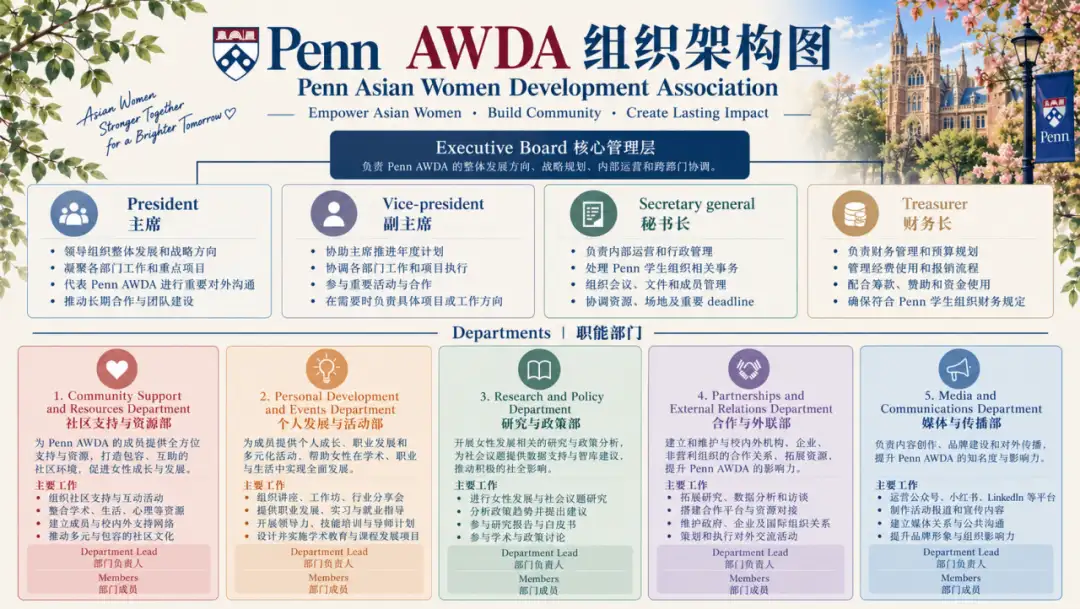 Penn AWDA 组织架构图
Penn Asian Women Development Association
Empower Asian Women · Build Community · Create Lasting Impact
Asian Women
Stronger Together
for a Brighter Tomorrow ♡
Penn
Executive Board 核心管理层
负责 Penn AWDA 的整体发展方向、战略规划、内部运营和跨部门协调。
President
主席
• 领导组织整体发展和战略方向
• 凝聚各部门工作和重点项目
• 代表 Penn AWDA 进行重要对外沟通
• 推动长期合作与团队建设
Vice-president
副主席
• 协助主席推进年度计划
• 协调各部门工作和项目执行
• 参与重要活动与合作
• 在需要时负责具体项目或工作方向
Secretary general
秘书长
• 负责内部运营和行政管理
• 处理 Penn 学生组织相关事务
• 组织会议、文件和成员管理
• 协调资源、场地及重要 deadline
Treasurer
财务长
• 负责财务管理和预算规划
• 管理经费使用和报销流程
• 配合筹款、赞助和资金使用
• 确保符合 Penn 学生组织财务规定
Departments | 职能部门
1. Community Support
and Resources Department
社区支持与资源部
为 Penn AWDA 的成员提供全方位
支持与资源，打造包容、互助的
社区环境，促进女性成长与发展。
主要工作
• 组织社区支持与互动活动
• 整合学术、生活、心理等资源
• 建立成员与校内外支持网络
• 推动多元与包容的社区文化
Department Lead
部门负责人
Members
部门成员
2. Personal Development
and Events Department
个人发展与活动部
为成员提供个人成长、职业发展和
多元化活动，帮助女性在学术、职业
与生活中实现全面发展。
主要工作
• 组织讲座、工作坊、行业分享会
• 提供职业发展、实习与就业指导
• 开展领导力、技能培训与导师计划
• 设计并实施学术教育与课程发展项目
Department Lead
部门负责人
Members
部门成员
3. Research and Policy
Department
研究与政策部
开展女性发展相关的研究与政策分析，
为社会议题提供数据支持与智库建议，
推动积极的社全影响。
主要工作
• 进行女性发展与社会议题研究
• 分析政策趋势并提出建议
• 参与研究报告与白皮书
• 参与学术与政策讨论
Department Lead
部门负责人
Members
部门成员
4. Partnerships and
External Relations Department
合作与外联部
建立和维护与校内外机构、企业、
非营利组织的合作关系，拓展资源，
提升 Penn AWDA 的影响力。
主要工作
• 拓展研究、数据分析和访谈
• 搭建合作平台与资源对接
• 维护政府、企业及国际组织关系
• 策划和执行对外交流活动
Department Lead
部门负责人
Members
部门成员
5. Media and
Communications Department
媒体与传播部
负责内容创作、品牌建设和对外传播，
提升 Penn AWDA 的知名度与影响力。
主要工作
• 运营公众号、小红书、LinkedIn 等平台
• 制作活动报道和宣传内容
• 建立媒体关系与公共沟通
• 提升品牌形象与组织影响力
Department Lead
部门负责人
Members
部门成员